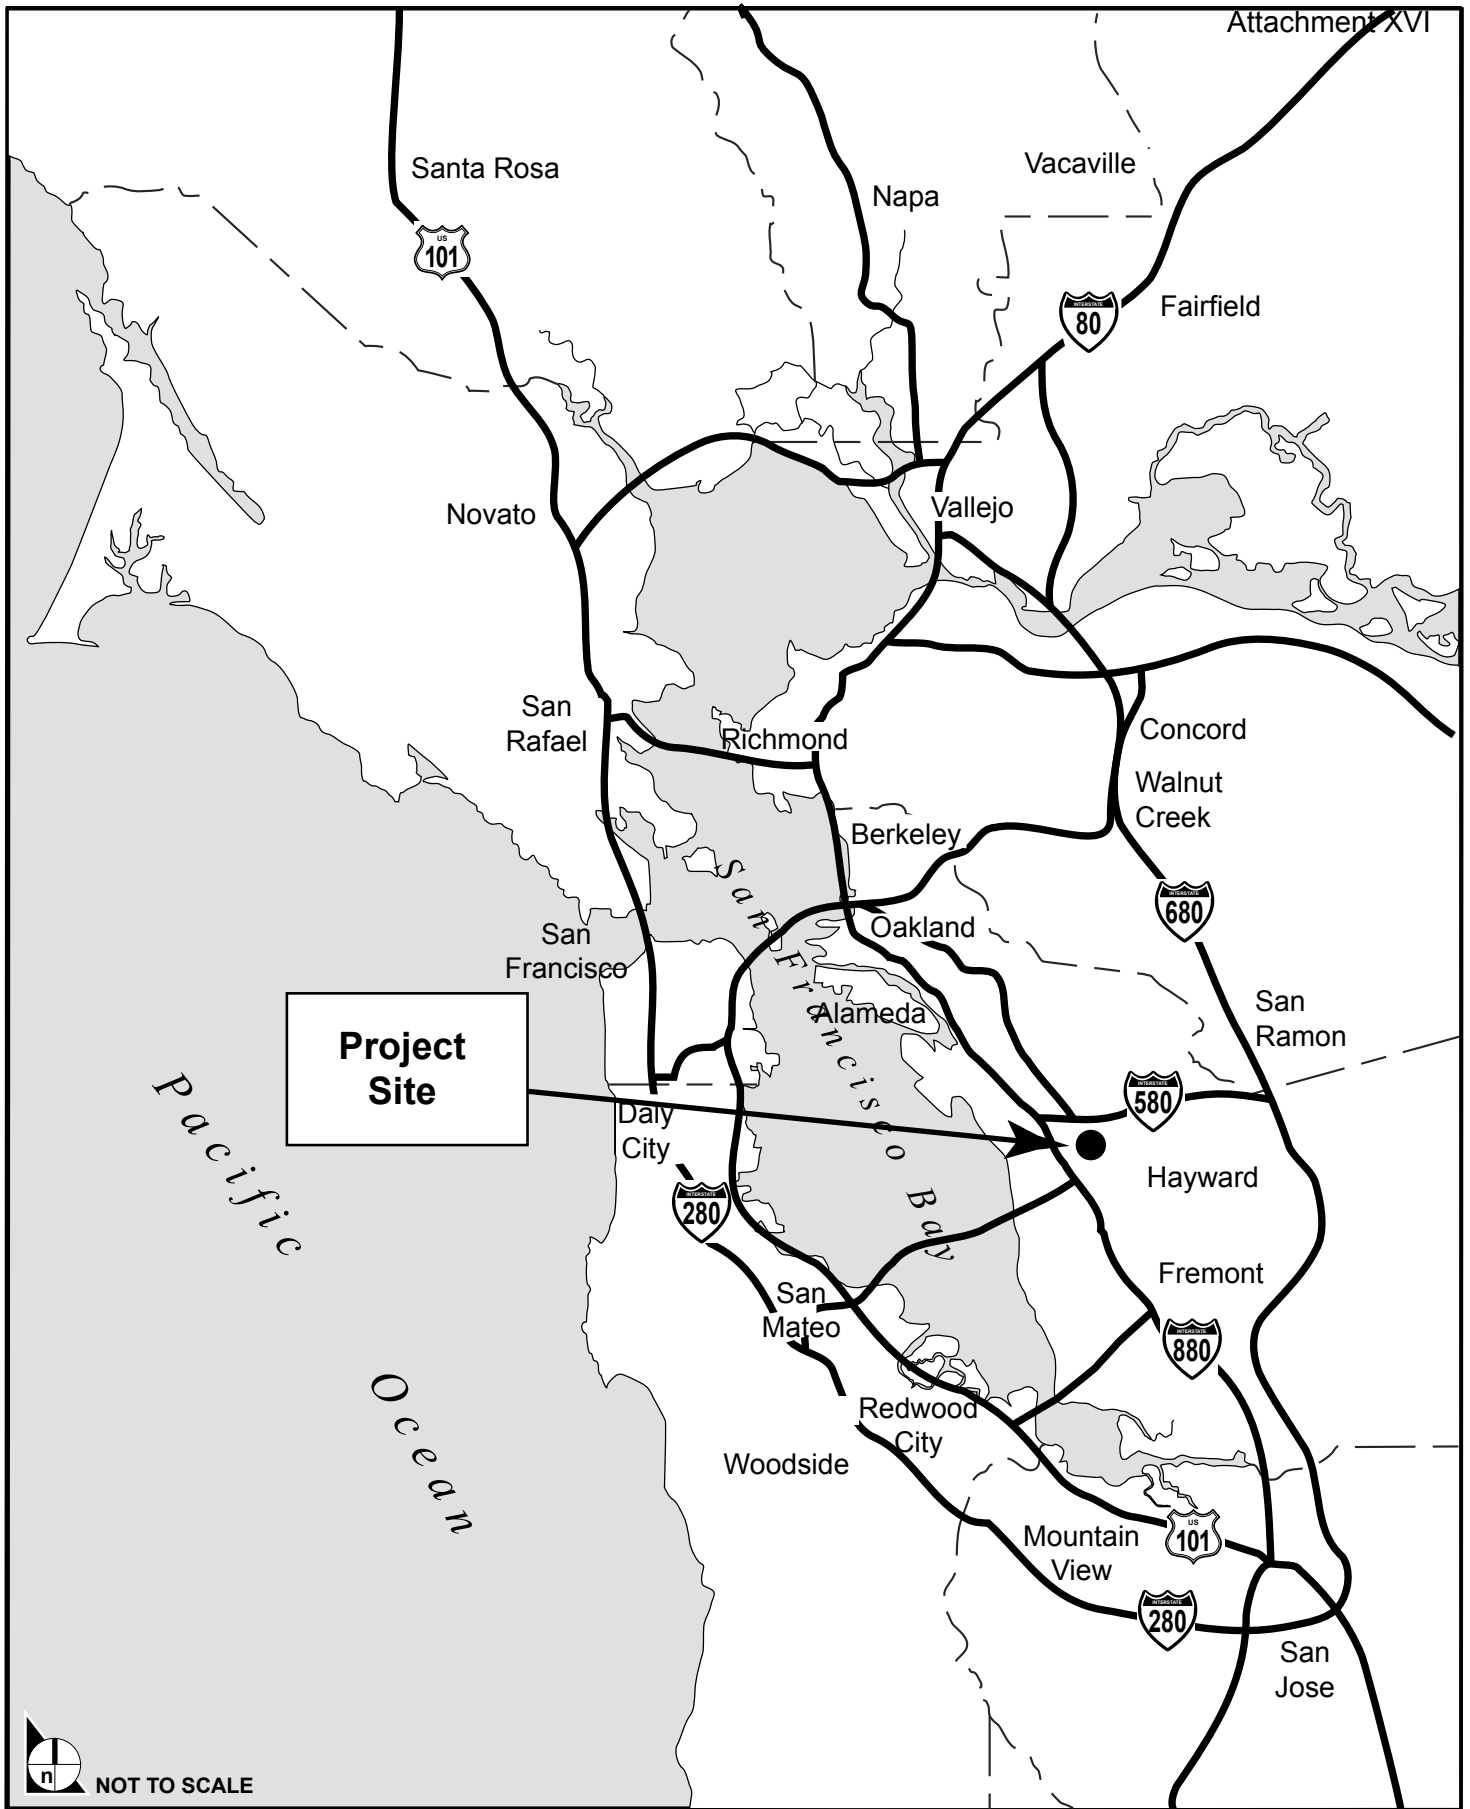 Attachment XVI
Santa Rosa
Vacaville
Napa
US
101
INTERSTATE
80
Fairfield
Novato
Vallejo
San
Rafael
Richmond
Concord
Walnut
Creek
Berkeley
INTERSTATE
680
San
Francisco
Oakland
San Francisco Bay
Alameda
San
Ramon
Project
Site
INTERSTATE
580
Daly
City
Hayward
INTERSTATE
280
Pacific
Ocean
Fremont
San
Mateo
INTERSTATE
880
Redwood
City
Woodside
Mountain
View
US
101
INTERSTATE
280
San
Jose
n
NOT TO SCALE